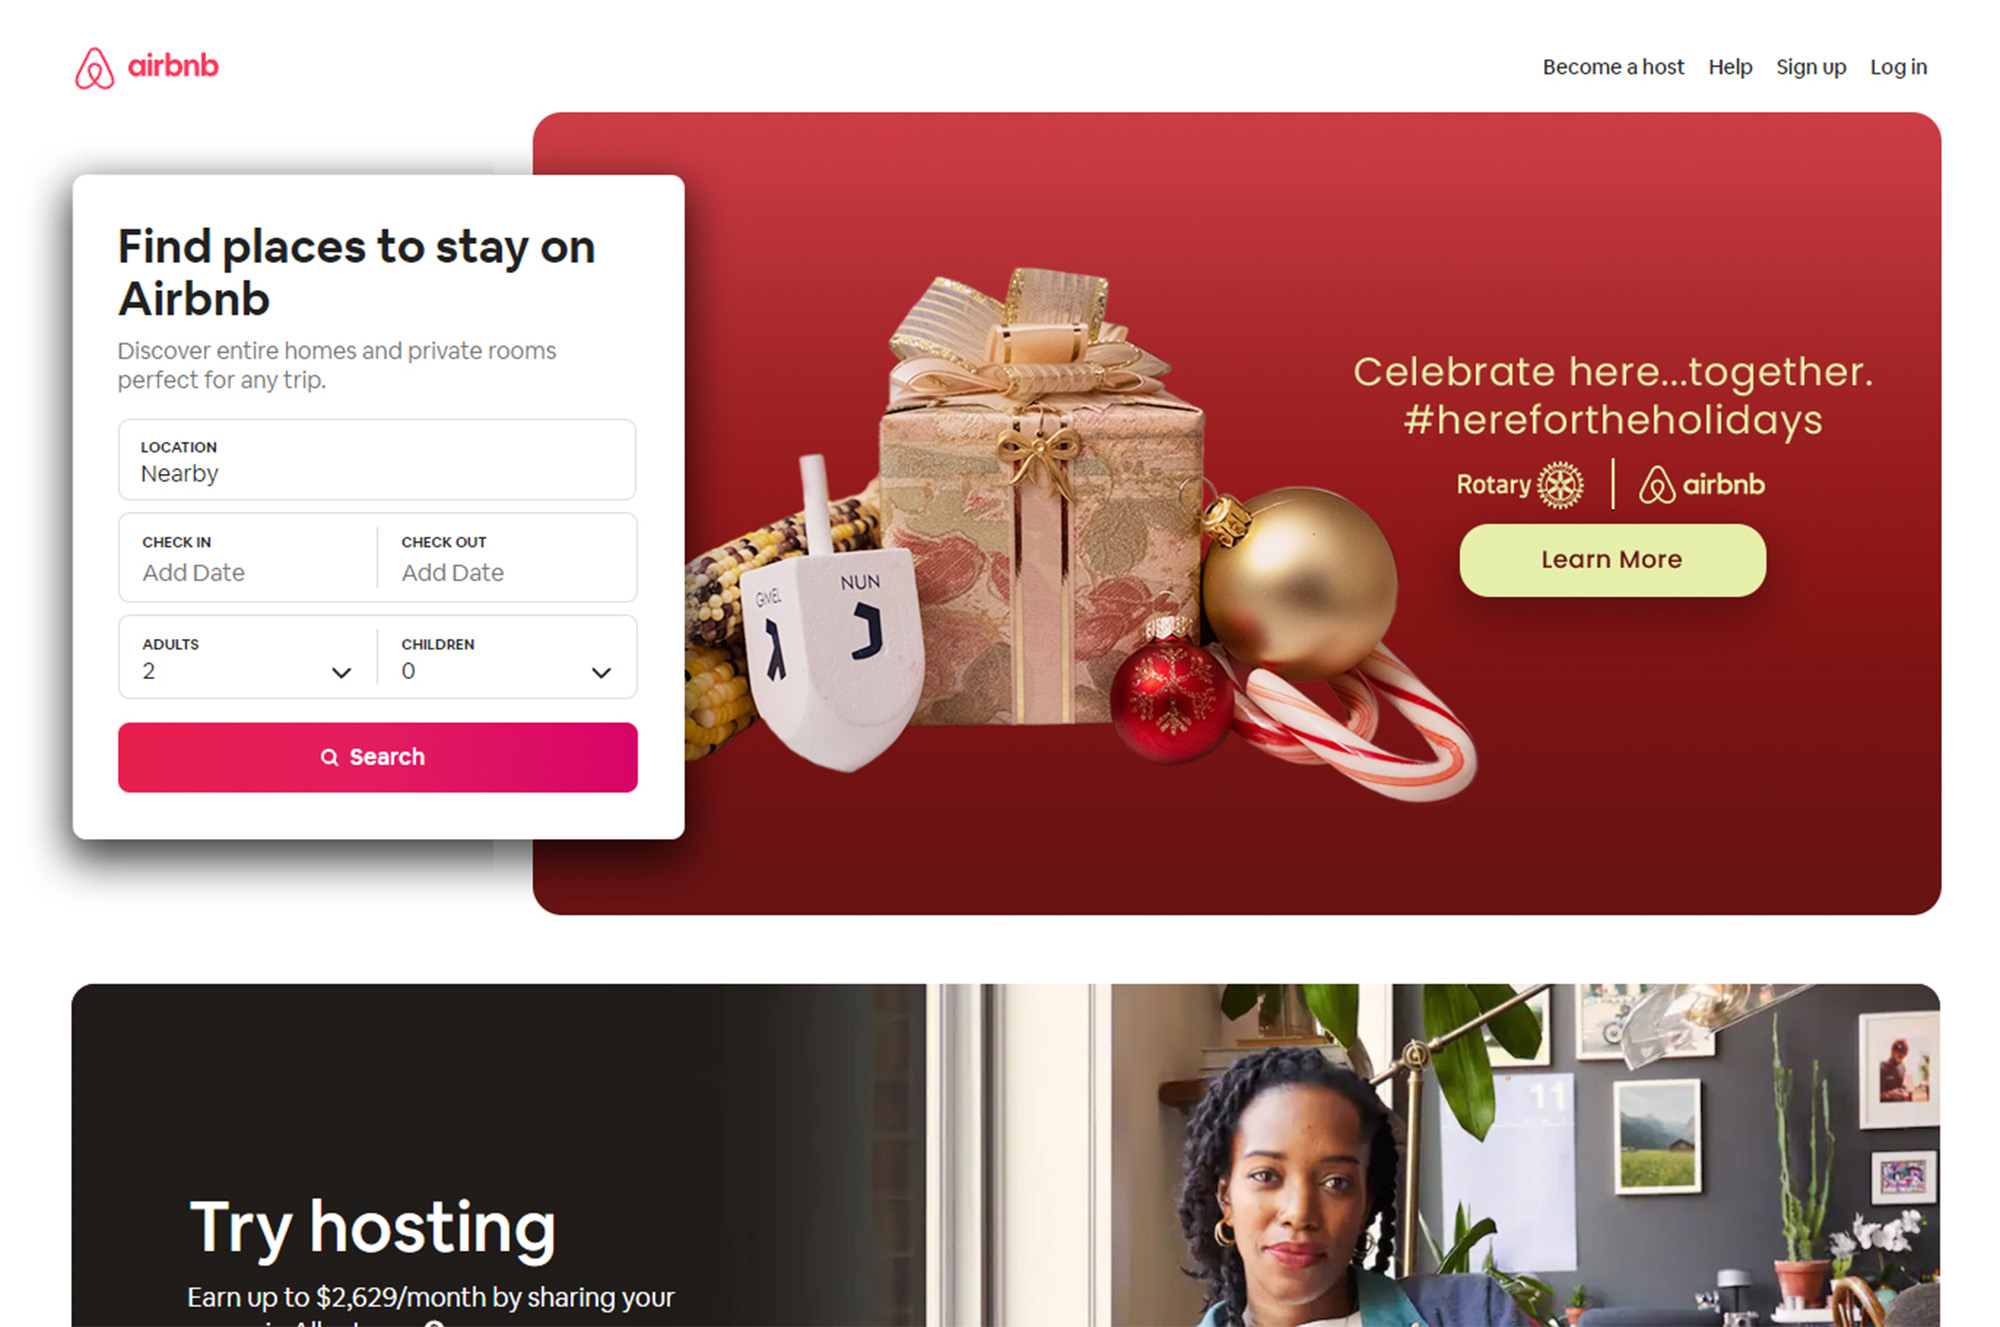 airbnb
Become a host Help Sign up Log in
Find places to stay on
Airbnb
Discover entire homes and private rooms
perfect for any trip.
LOCATION
Nearby
CHECK IN CHECK OUT
Add Date Add Date
ADULTS CHILDREN
2 0
Search
GIMEL
ג
NUN
נ
Celebrate here...together.
#herefortheholidays
Rotary | airbnb
Learn More
11
Try hosting
Earn up to $2,629/month by sharing your